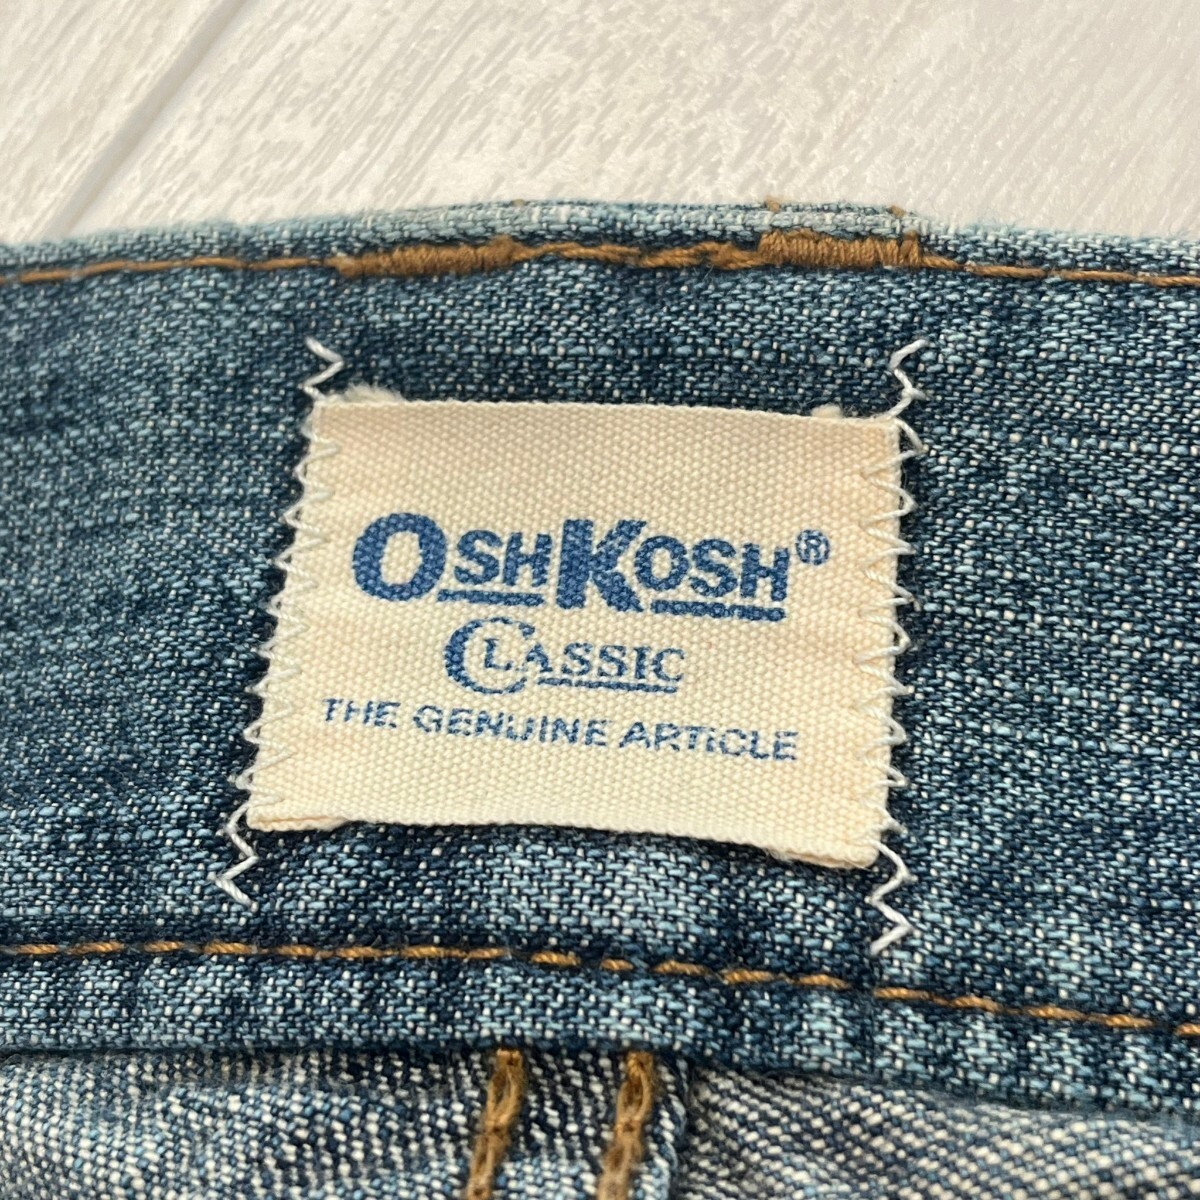 OSHKOSH®
CLASSIC
THE GENUINE ARTICLE